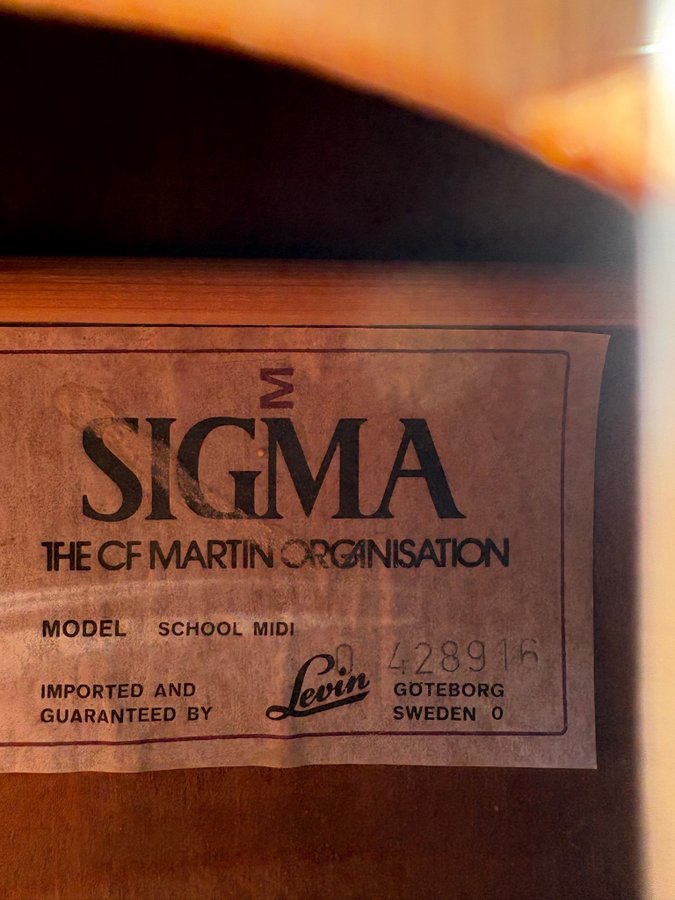 Σ
SIGMA
THE CF MARTIN ORGANISATION
MODEL SCHOOL MIDI
0 428916
IMPORTED AND GUARANTEED BY
Levin
GÖTEBORG
SWEDEN 0